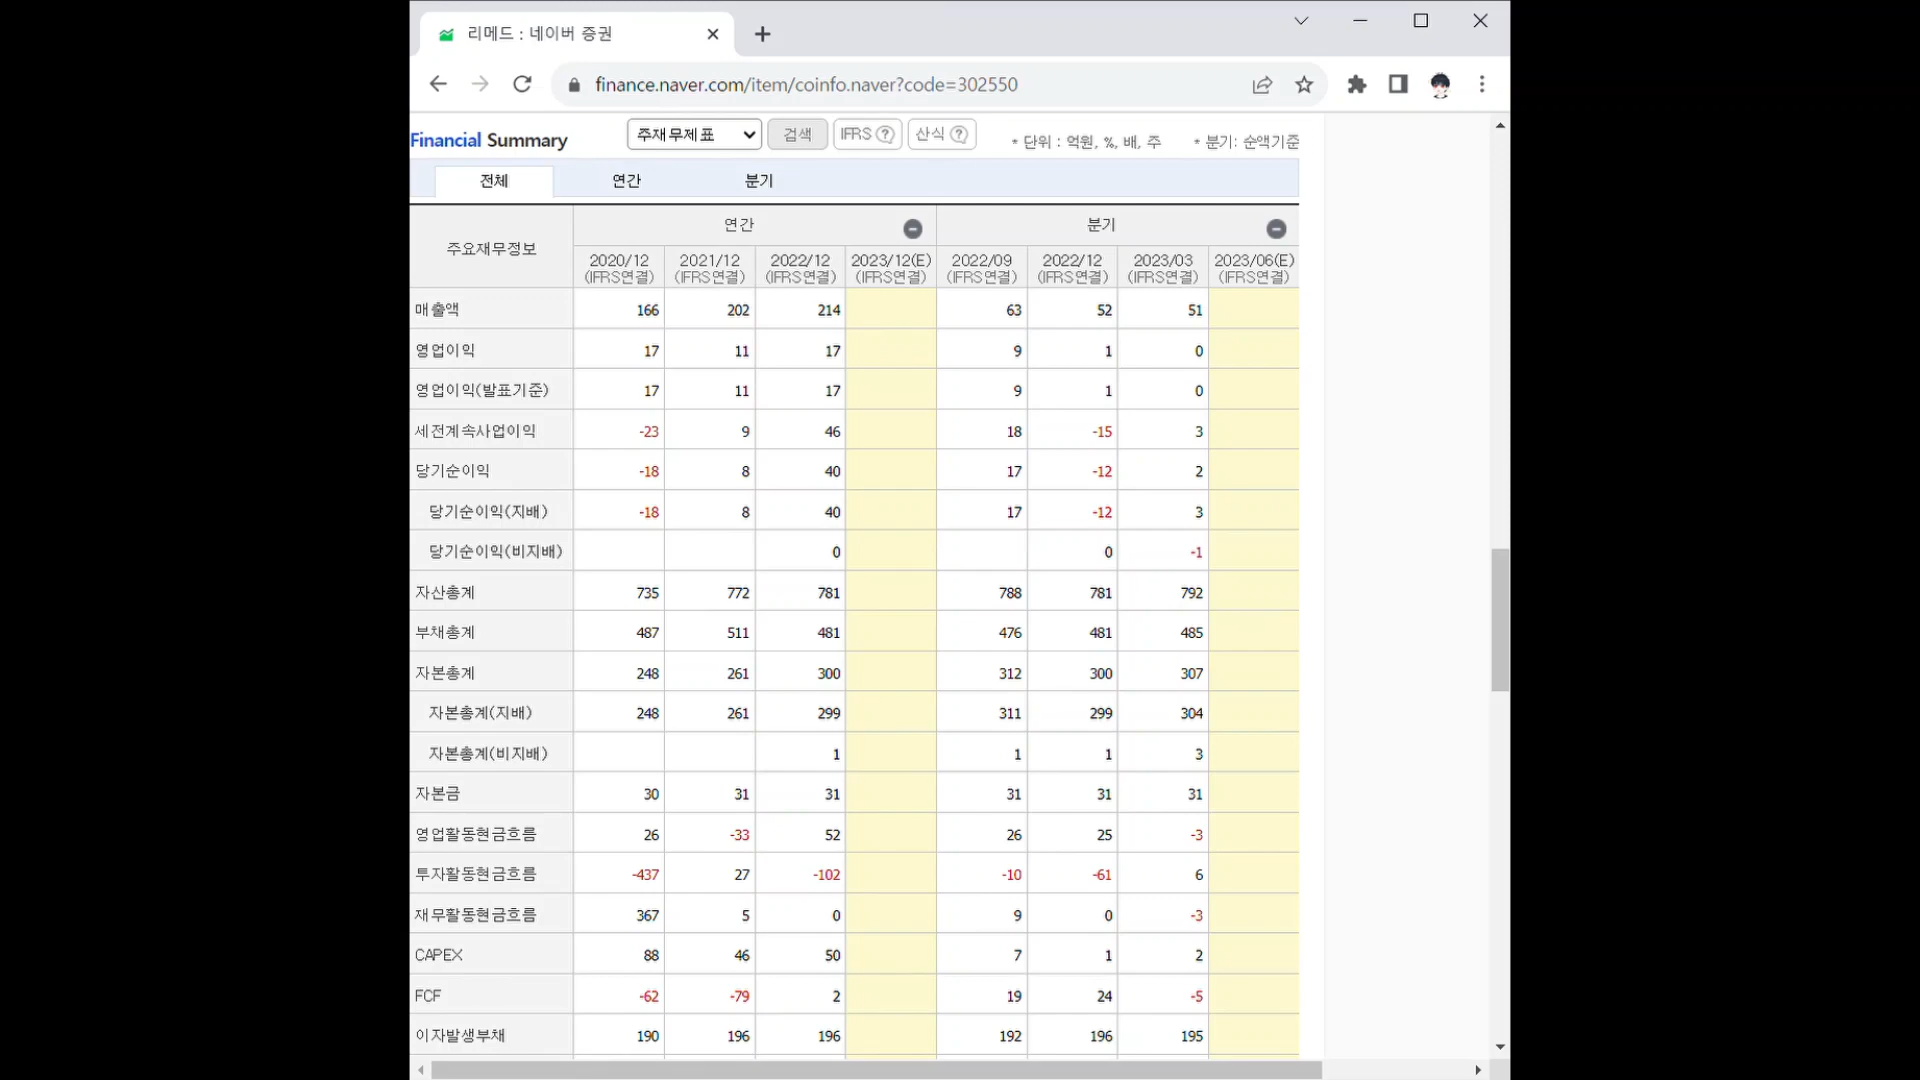 리메드 : 네이버 증권
finance.naver.com/item/coinfo.naver?code=302550
Financial Summary 주재무제표 검색 IFRS ? 산식 ? * 단위 : 억원, %, 배, 주 * 분기: 순액기준
전체 연간 분기
주요재무정보 연간 분기
2020/12 2021/12 2022/12 2023/12(E) 2022/09 2022/12 2023/03 2023/06(E)
(IFRS연결) (IFRS연결) (IFRS연결) (IFRS연결) (IFRS연결) (IFRS연결) (IFRS연결) (IFRS연결)
매출액 166 202 214 63 52 51
영업이익 17 11 17 9 1 0
영업이익(발표기준) 17 11 17 9 1 0
세전계속사업이익 -23 9 46 18 -15 3
당기순이익 -18 8 40 17 -12 2
당기순이익(지배) -18 8 40 17 -12 3
당기순이익(비지배) 0 0 -1
자산총계 735 772 781 788 781 792
부채총계 487 511 481 476 481 485
자본총계 248 261 300 312 300 307
자본총계(지배) 248 261 299 311 299 304
자본총계(비지배) 1 1 1 3
자본금 30 31 31 31 31 31
영업활동현금흐름 26 -33 52 26 25 -3
투자활동현금흐름 -437 27 -102 -10 -61 6
재무활동현금흐름 367 5 0 9 0 -3
CAPEX 88 46 50 7 1 2
FCF -62 -79 2 19 24 -5
이자발생부채 190 196 196 192 196 195